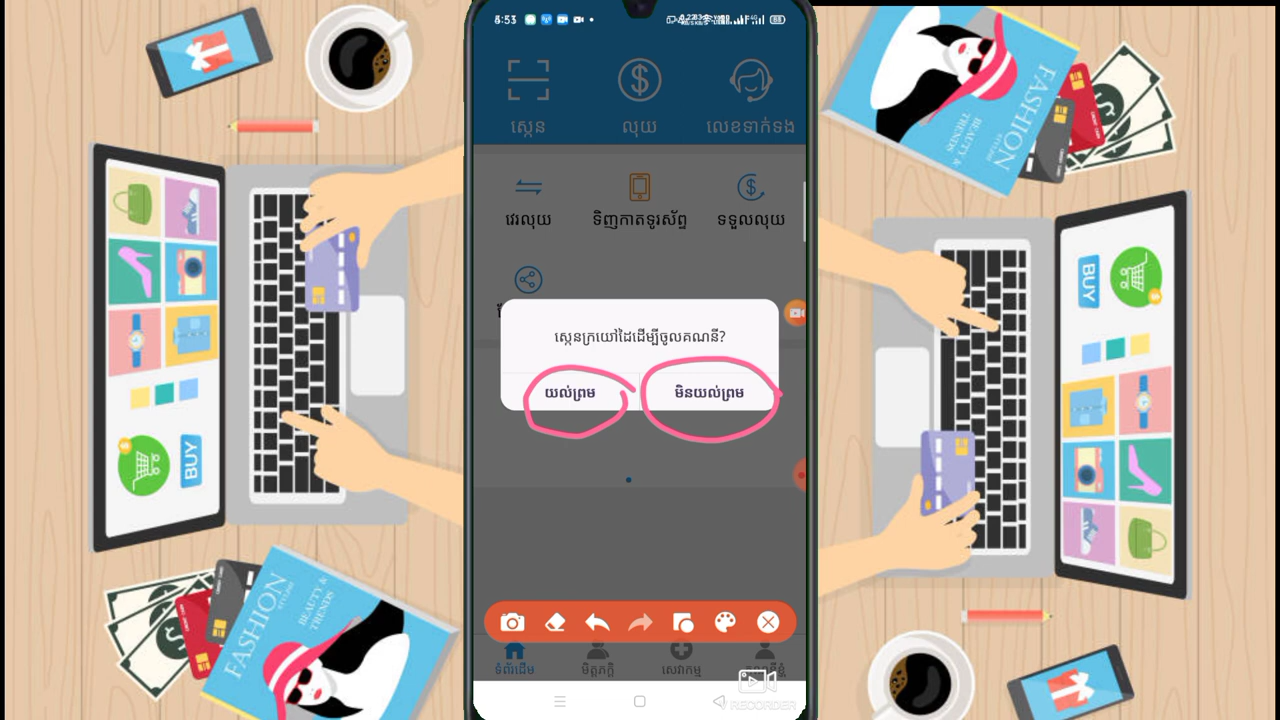 8:53
88
ស្កេន
លុយ
លេខទាក់ទង
វេរលុយ
ទិញកាតទូរស័ព្ទ
ទទួលលុយ
ស្កេនក្រយៅដៃដើម្បីចូលគណនី?
យល់ព្រម
មិនយល់ព្រម
ទំព័រដើម
មិត្តភក្តិ
សេវាកម្ម
RECORDER
BUY
FASHION
BEAUTY &
TRENDS
FASHION
BEAUTY &
TRENDS
BUY